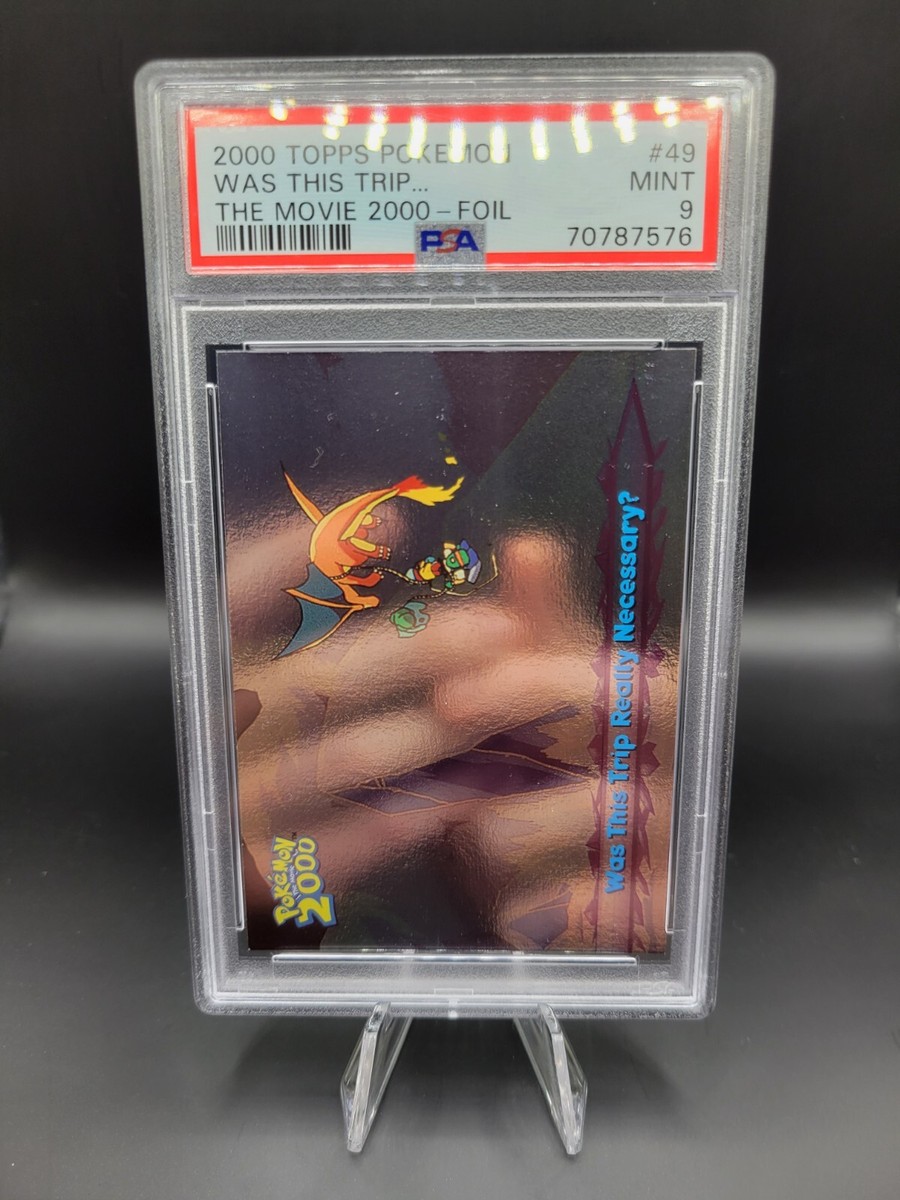 2000 TOPPS POKEMON #49
WAS THIS TRIP... MINT
THE MOVIE 2000 - FOIL 9
PSA 70787576
Was This Trip Really Necessary?
POKéMON
2000